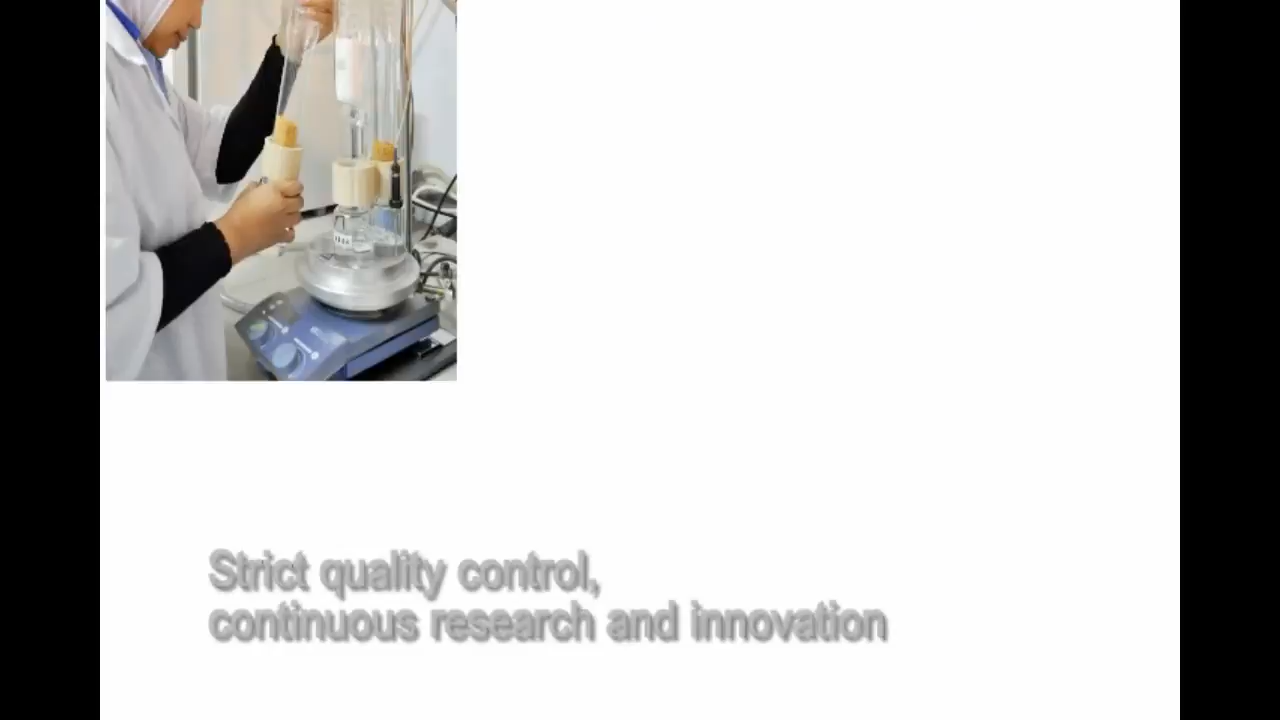 Strict quality control,
continuous research and innovation